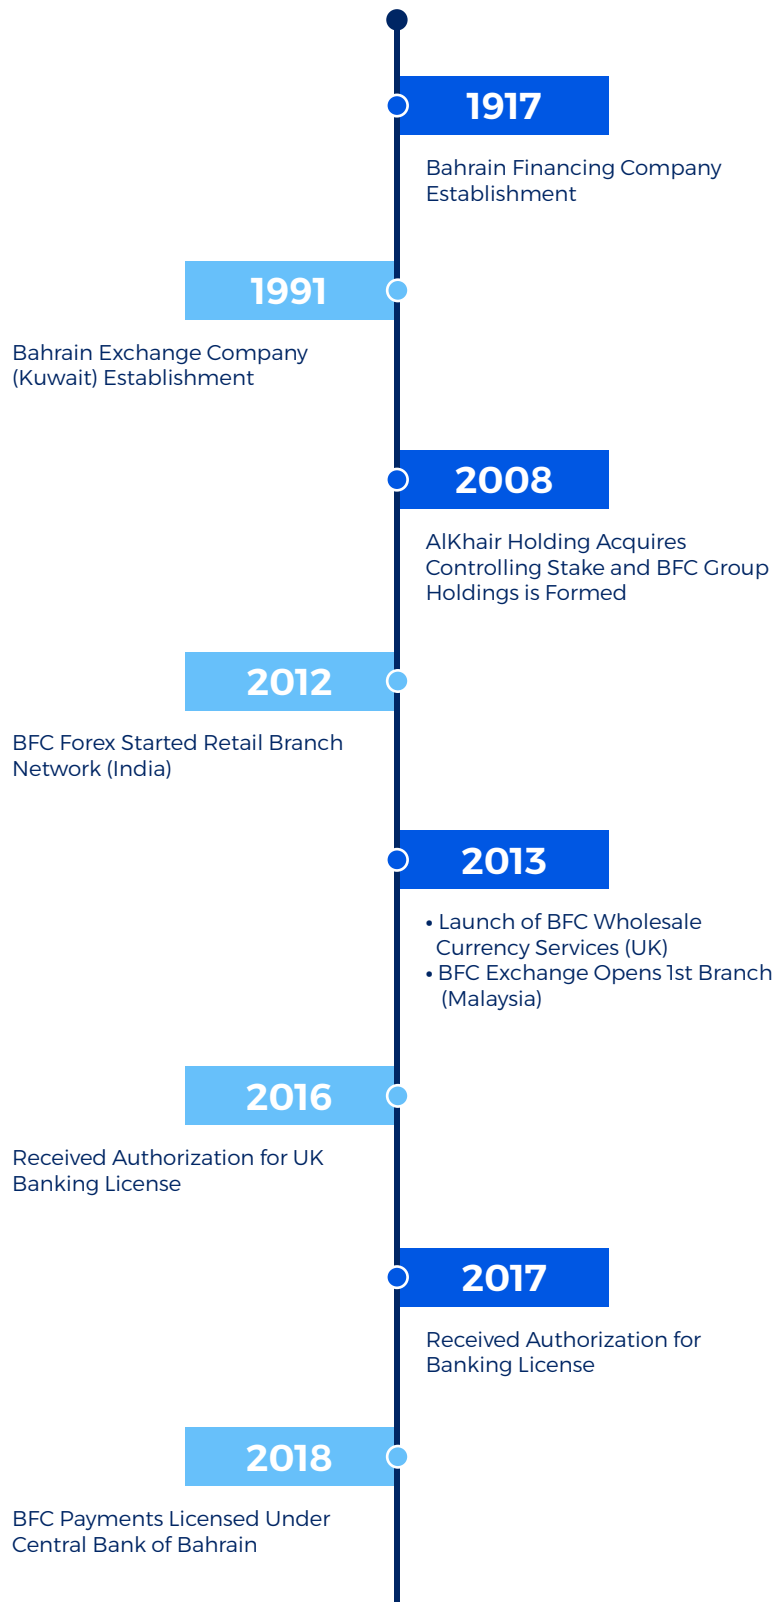 1917
Bahrain Financing Company
Establishment
1991
Bahrain Exchange Company
(Kuwait) Establishment
2008
AlKhair Holding Acquires
Controlling Stake and BFC Group
Holdings is Formed
2012
BFC Forex Started Retail Branch
Network (India)
2013
• Launch of BFC Wholesale
Currency Services (UK)
• BFC Exchange Opens 1st Branch
(Malaysia)
2016
Received Authorization for UK
Banking License
2017
Received Authorization for
Banking License
2018
BFC Payments Licensed Under
Central Bank of Bahrain